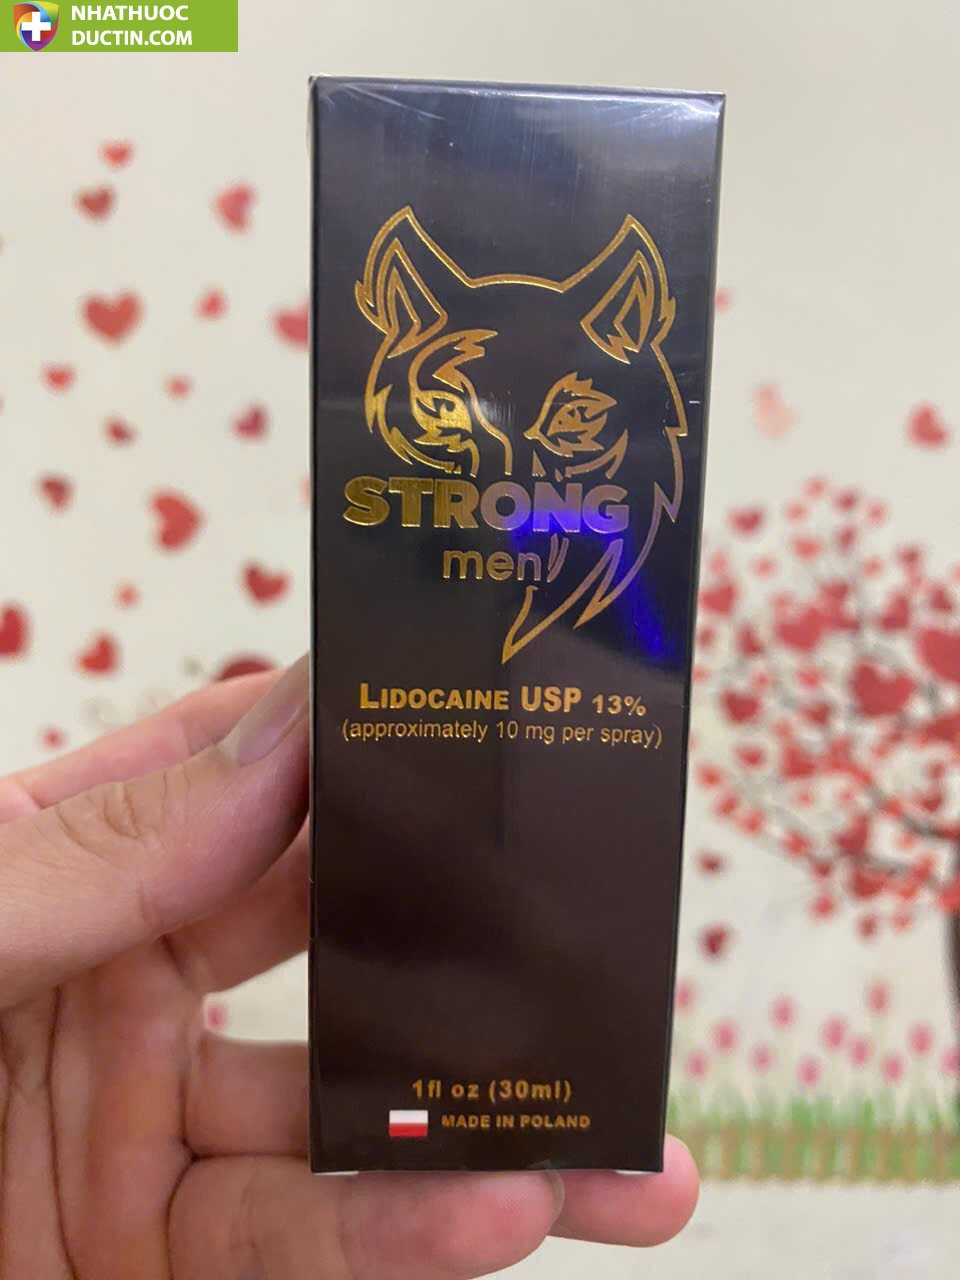 NHATHUOC
DUCTIN.COM
STRONG
men
LIDOCAINE USP 13%
(approximately 10 mg per spray)
1fl oz (30ml)
MADE IN POLAND